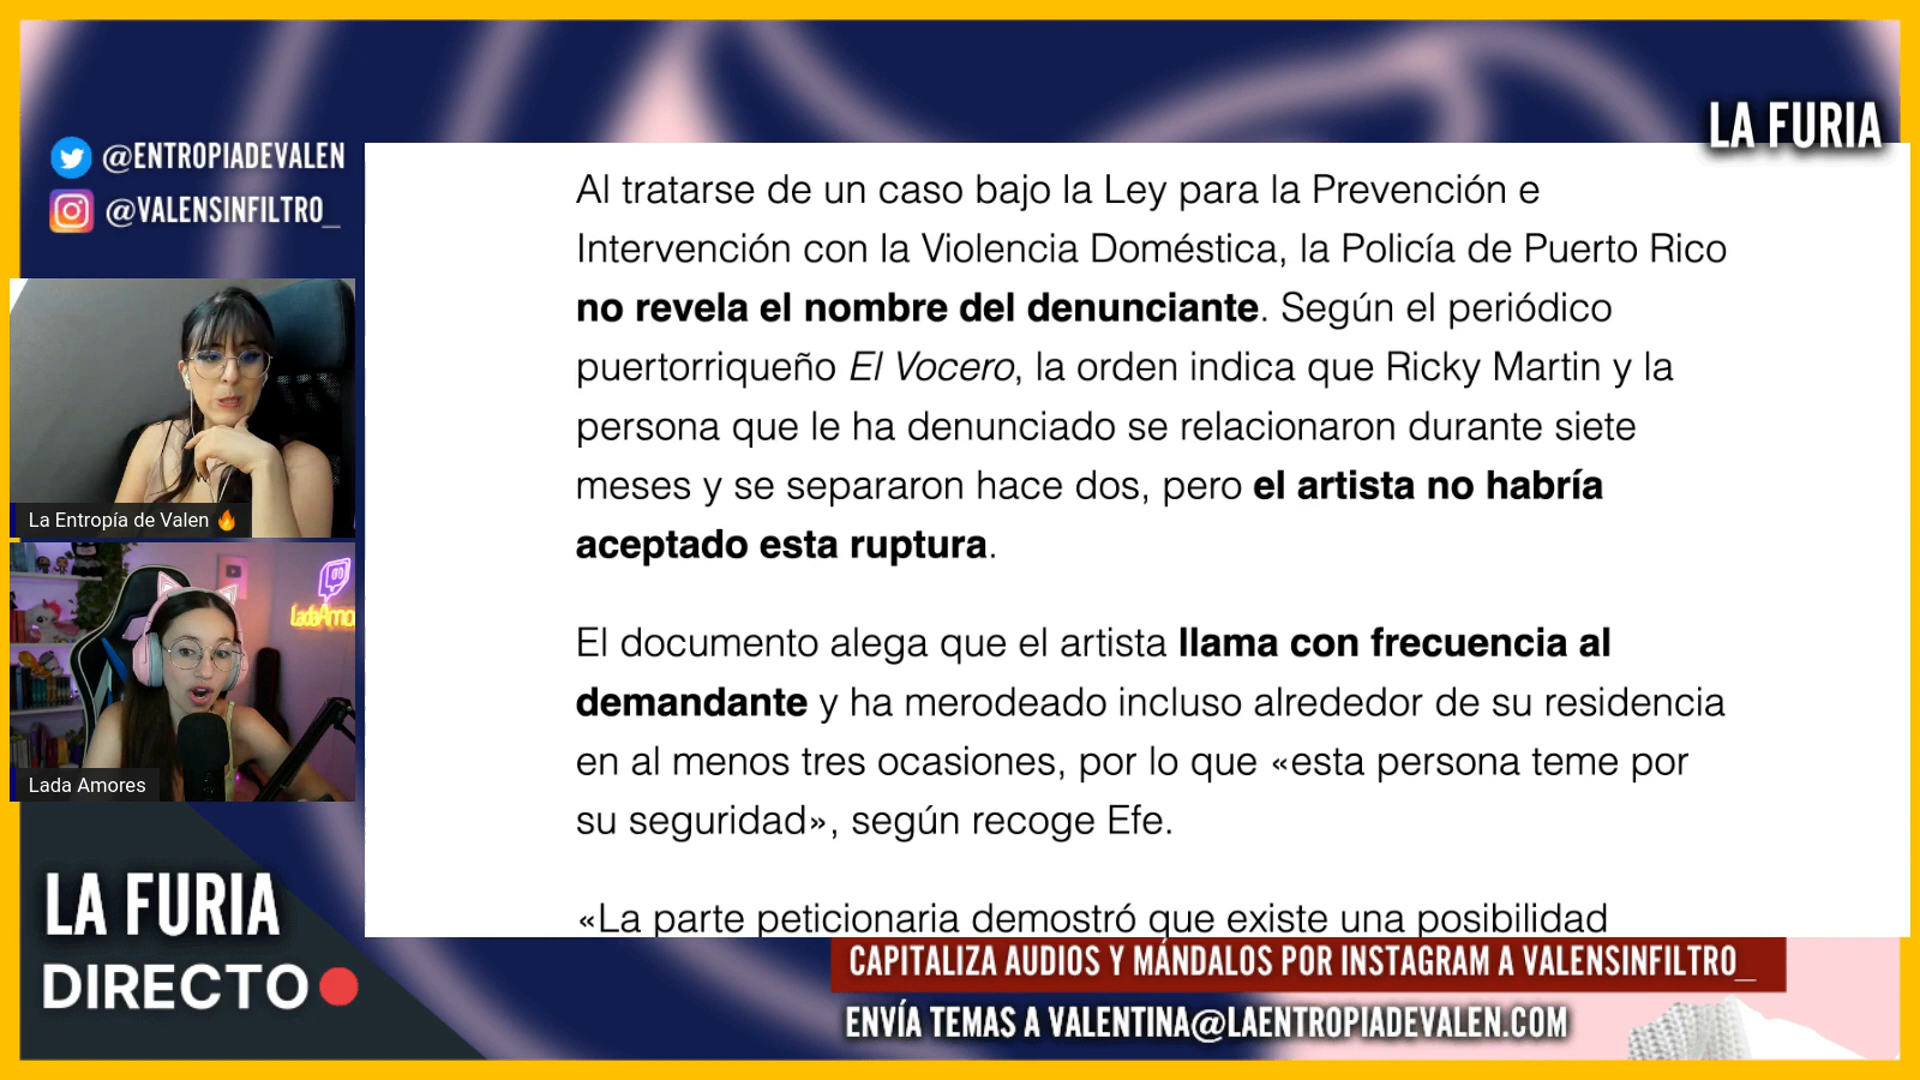 LA FURIA
@ENTROPIADEVALEN
@VALENSINFILTRO_
Al tratarse de un caso bajo la Ley para la Prevención e
Intervención con la Violencia Doméstica, la Policía de Puerto Rico
no revela el nombre del denunciante. Según el periódico
puertorriqueño El Vocero, la orden indica que Ricky Martin y la
persona que le ha denunciado se relacionaron durante siete
meses y se separaron hace dos, pero el artista no habría
aceptado esta ruptura.
El documento alega que el artista llama con frecuencia al
demandante y ha merodeado incluso alrededor de su residencia
en al menos tres ocasiones, por lo que «esta persona teme por
su seguridad», según recoge Efe.
«La parte peticionaria demostró que existe una posibilidad
La Entropía de Valen
LadaAmo
Lada Amores
LA FURIA
DIRECTO
CAPITALIZA AUDIOS Y MÁNDALOS POR INSTAGRAM A VALENSINFILTRO_
ENVÍA TEMAS A VALENTINA@LAENTROPIADEVALEN.COM